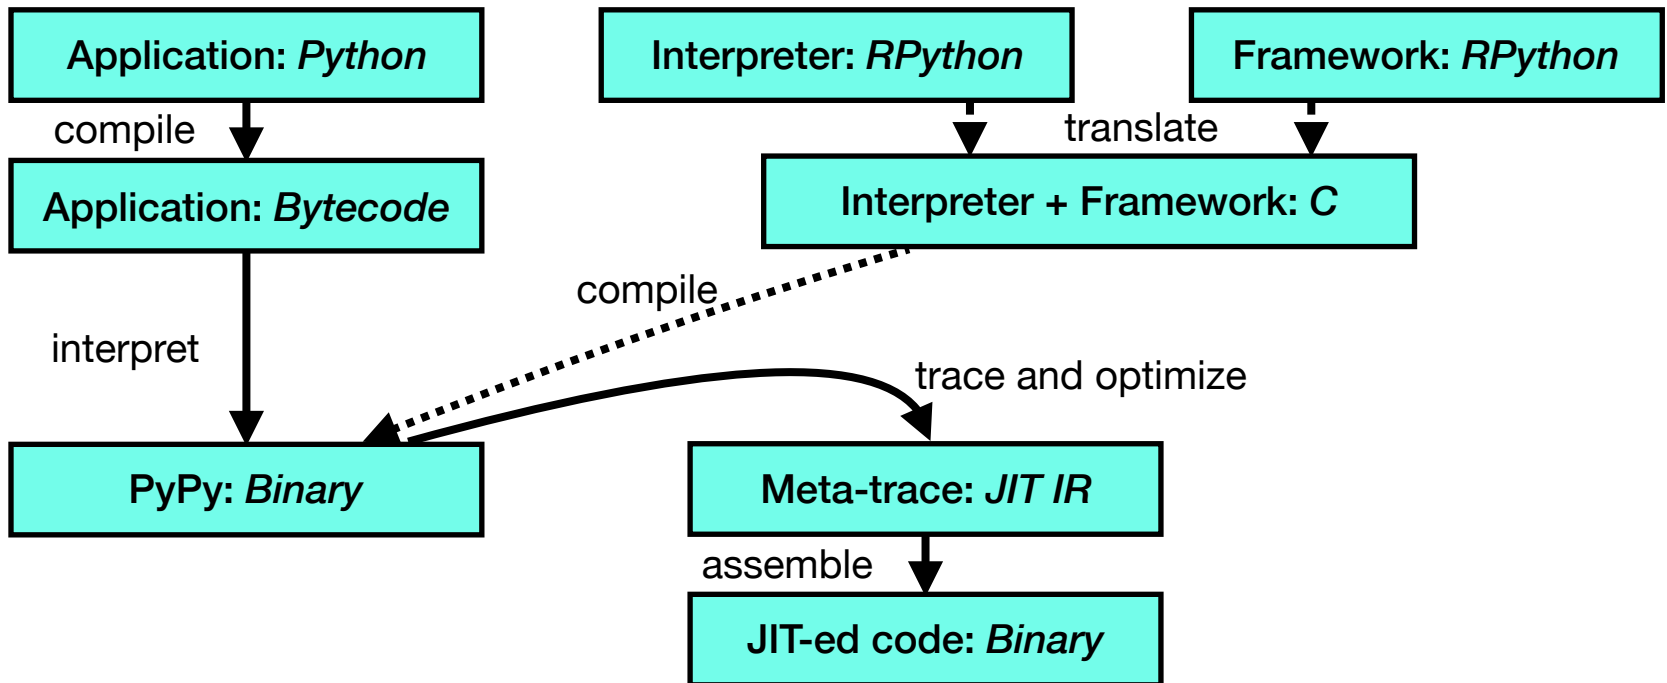 Application: Python
Interpreter: RPython
Framework: RPython
compile
translate
Application: Bytecode
Interpreter + Framework: C
compile
interpret
trace and optimize
PyPy: Binary
Meta-trace: JIT IR
assemble
JIT-ed code: Binary